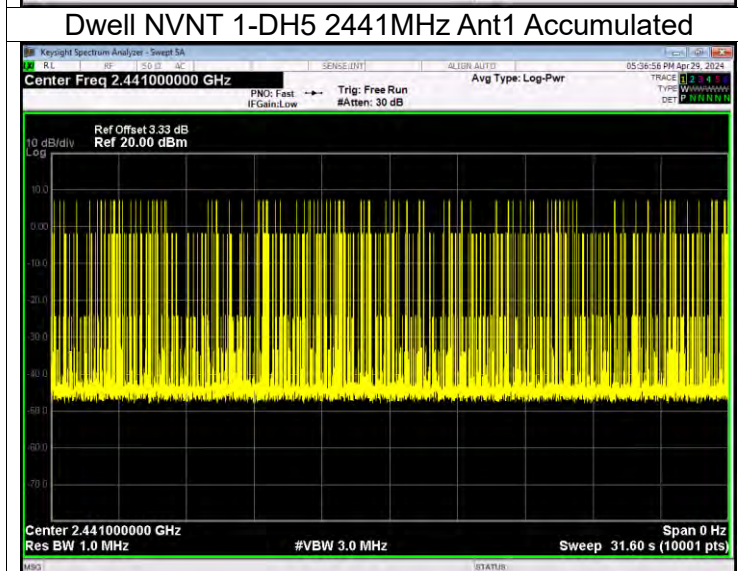 Dwell NVNT 1-DH5 2441MHz Ant1 Accumulated
Keysight Spectrum Analyzer - Swept SA
RL RF 50 Ω AC SENSE:INT ALIGN AUTO 05:36:56 PM Apr 29, 2024
Center Freq 2.441000000 GHz
Avg Type: Log-Pwr
TRACE 1 2 3 4 5 6
PNO: Fast Trig: Free Run
TYPE W
IFGain:Low #Atten: 30 dB
DET P N N N N N
Ref Offset 3.33 dB
10 dB/div Ref 20.00 dBm
Log
10.0
0.00
-10.0
-20.0
-30.0
-40.0
-50.0
-60.0
-70.0
Center 2.441000000 GHz Span 0 Hz
Res BW 1.0 MHz #VBW 3.0 MHz Sweep 31.60 s (10001 pts)
MSG STATUS